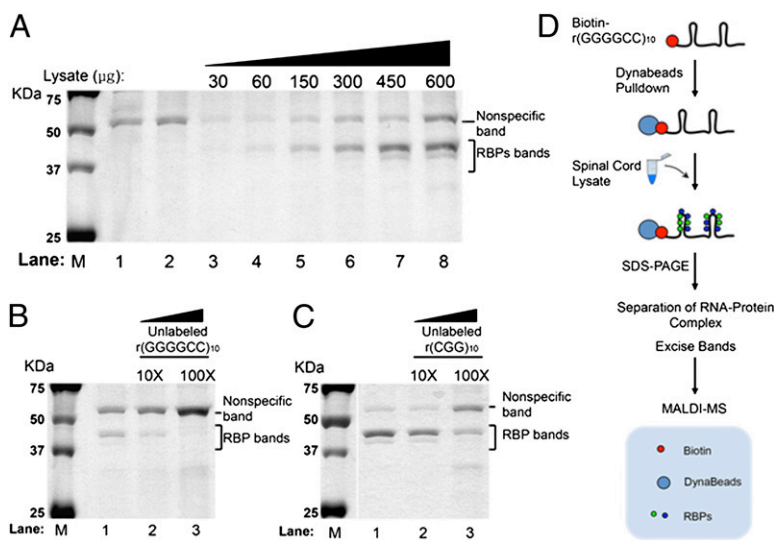 A
Lysate (µg):
30 60 150 300 450 600
KDa
75
50
37
25
Nonspecific
band
RBPs bands
Lane: M 1 2 3 4 5 6 7 8
B
Unlabeled
r(GGGGCC)10
KDa
10X 100X
75
50
37
25
Nonspecific
band
RBP bands
Lane: M 1 2 3
C
Unlabeled
r(CGG)10
KDa
10X 100X
75
50
37
25
Nonspecific
band
RBP bands
Lane: M 1 2 3
D
Biotin-
r(GGGGCC)10
Dynabeads
Pulldown
Spinal Cord
Lysate
SDS-PAGE
Separation of RNA-Protein
Complex
Excise Bands
MALDI-MS
Biotin
DynaBeads
RBPs